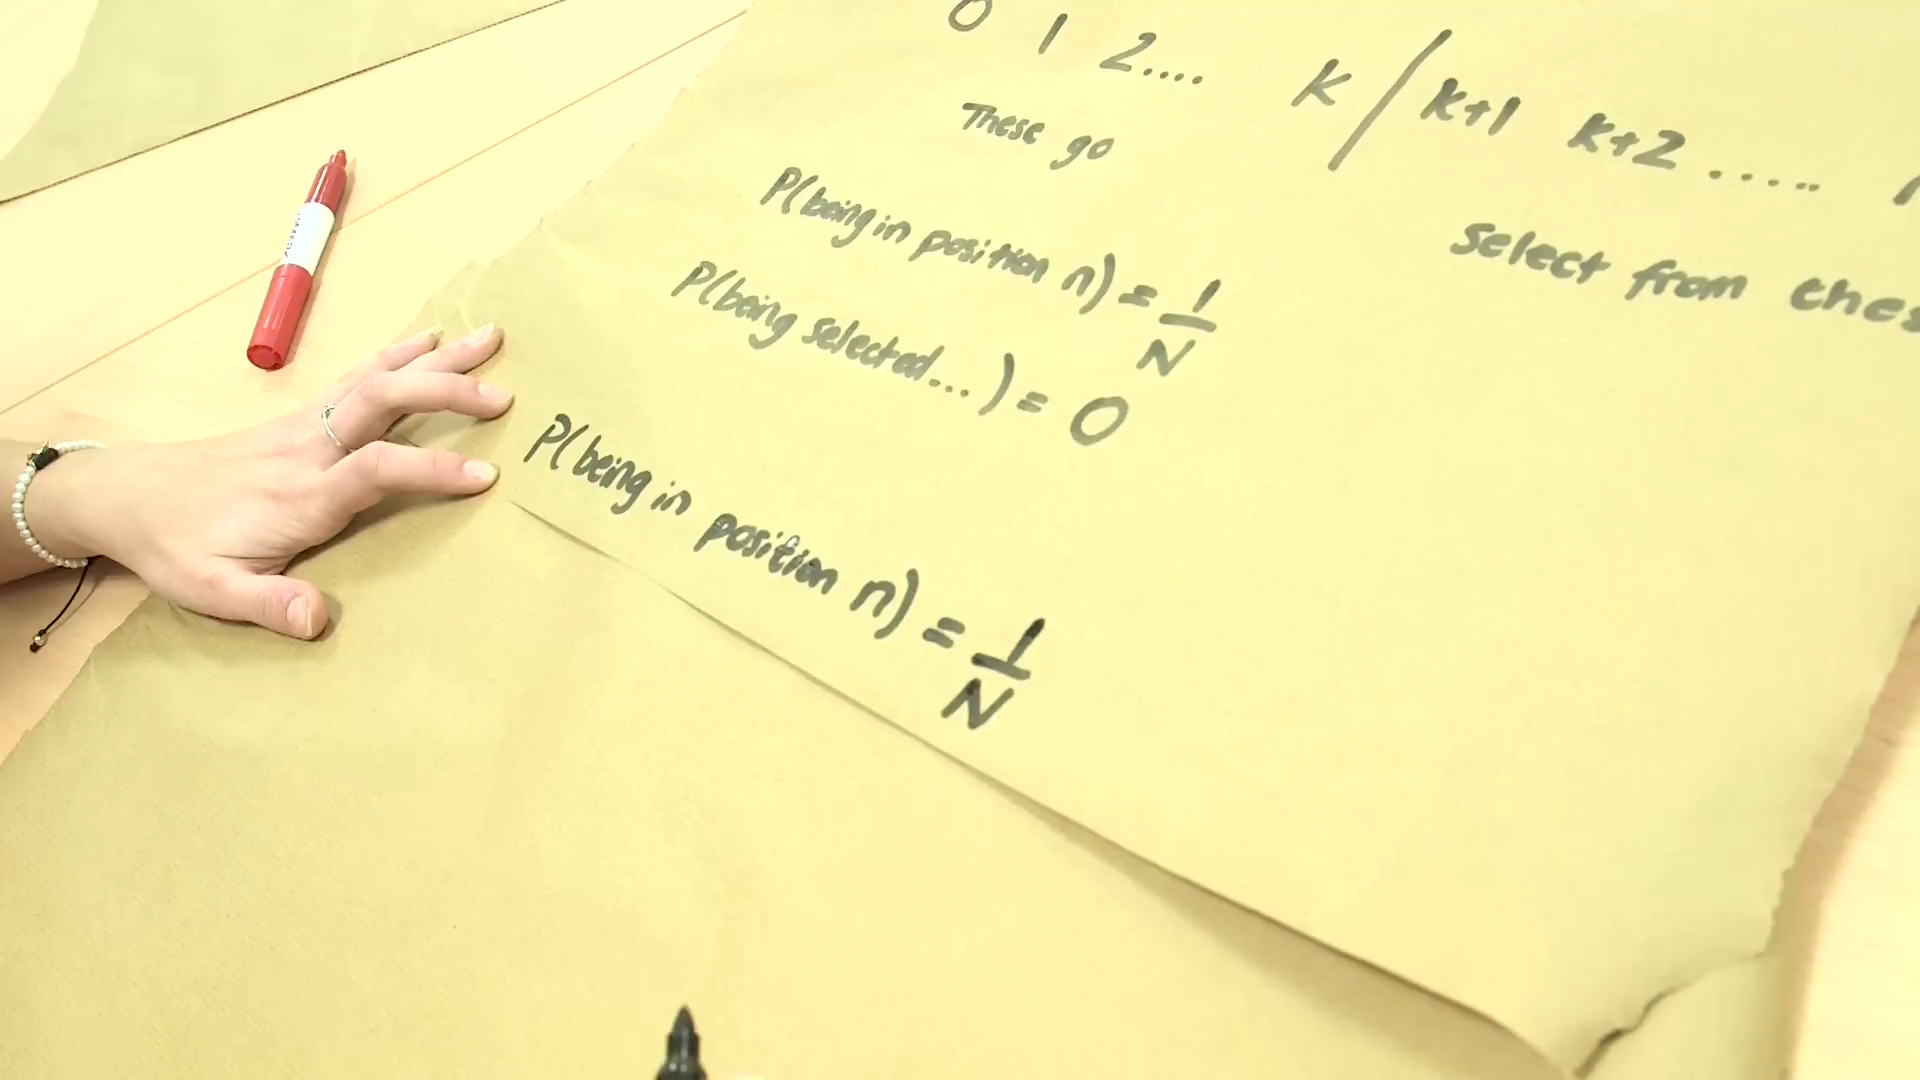 0 1 2.... K / K+1 K+2 .....
These go
Select from
P(being in position n) = 1/N
P(being selected...) = 0
P(being in position n) = 1/N